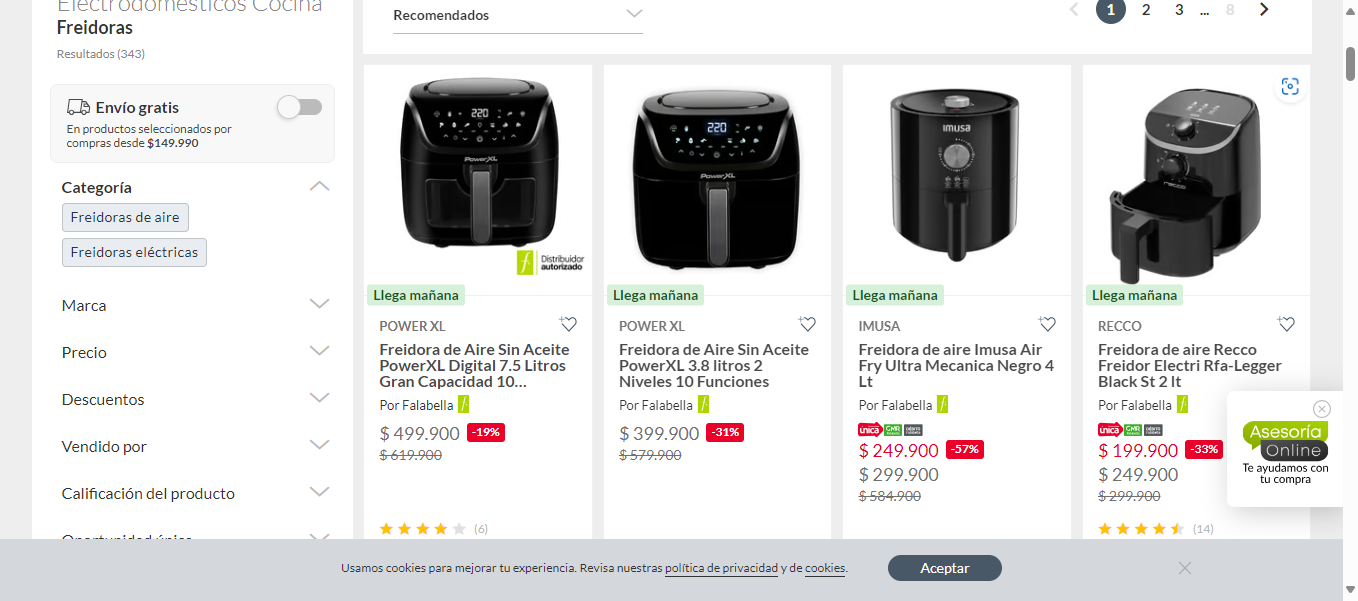 Electrodomésticos Cocina
Freidoras
Resultados (343)
Envío gratis
En productos seleccionados por
compras desde $149.990
Categoría
Freidoras de aire
Freidoras eléctricas
Marca
Precio
Descuentos
Vendido por
Calificación del producto
Oportunidad única
Recomendados
1 2 3 ... 8
220
PowerXL
Distribuidor
autorizado
Llega mañana
POWER XL
Freidora de Aire Sin Aceite
PowerXL Digital 7.5 Litros
Gran Capacidad 10...
Por Falabella
$ 499.900 -19%
$ 619.900
(6)
220
PowerXL
Llega mañana
POWER XL
Freidora de Aire Sin Aceite
PowerXL 3.8 litros 2
Niveles 10 Funciones
Por Falabella
$ 399.900 -31%
$ 579.900
IMUSA
Llega mañana
IMUSA
Freidora de aire Imusa Air
Fry Ultra Mecanica Negro 4
Lt
Por Falabella
única CMR
$ 249.900 -57%
$ 299.900
$ 584.900
recco
Llega mañana
RECCO
Freidora de aire Recco
Freidor Electri Rfa-Legger
Black St 2 lt
Por Falabella
única CMR
$ 199.900 -33%
$ 249.900
$ 299.900
(14)
Asesoría
Online
Te ayudamos con
tu compra
Usamos cookies para mejorar tu experiencia. Revisa nuestras política de privacidad y de cookies.
Aceptar